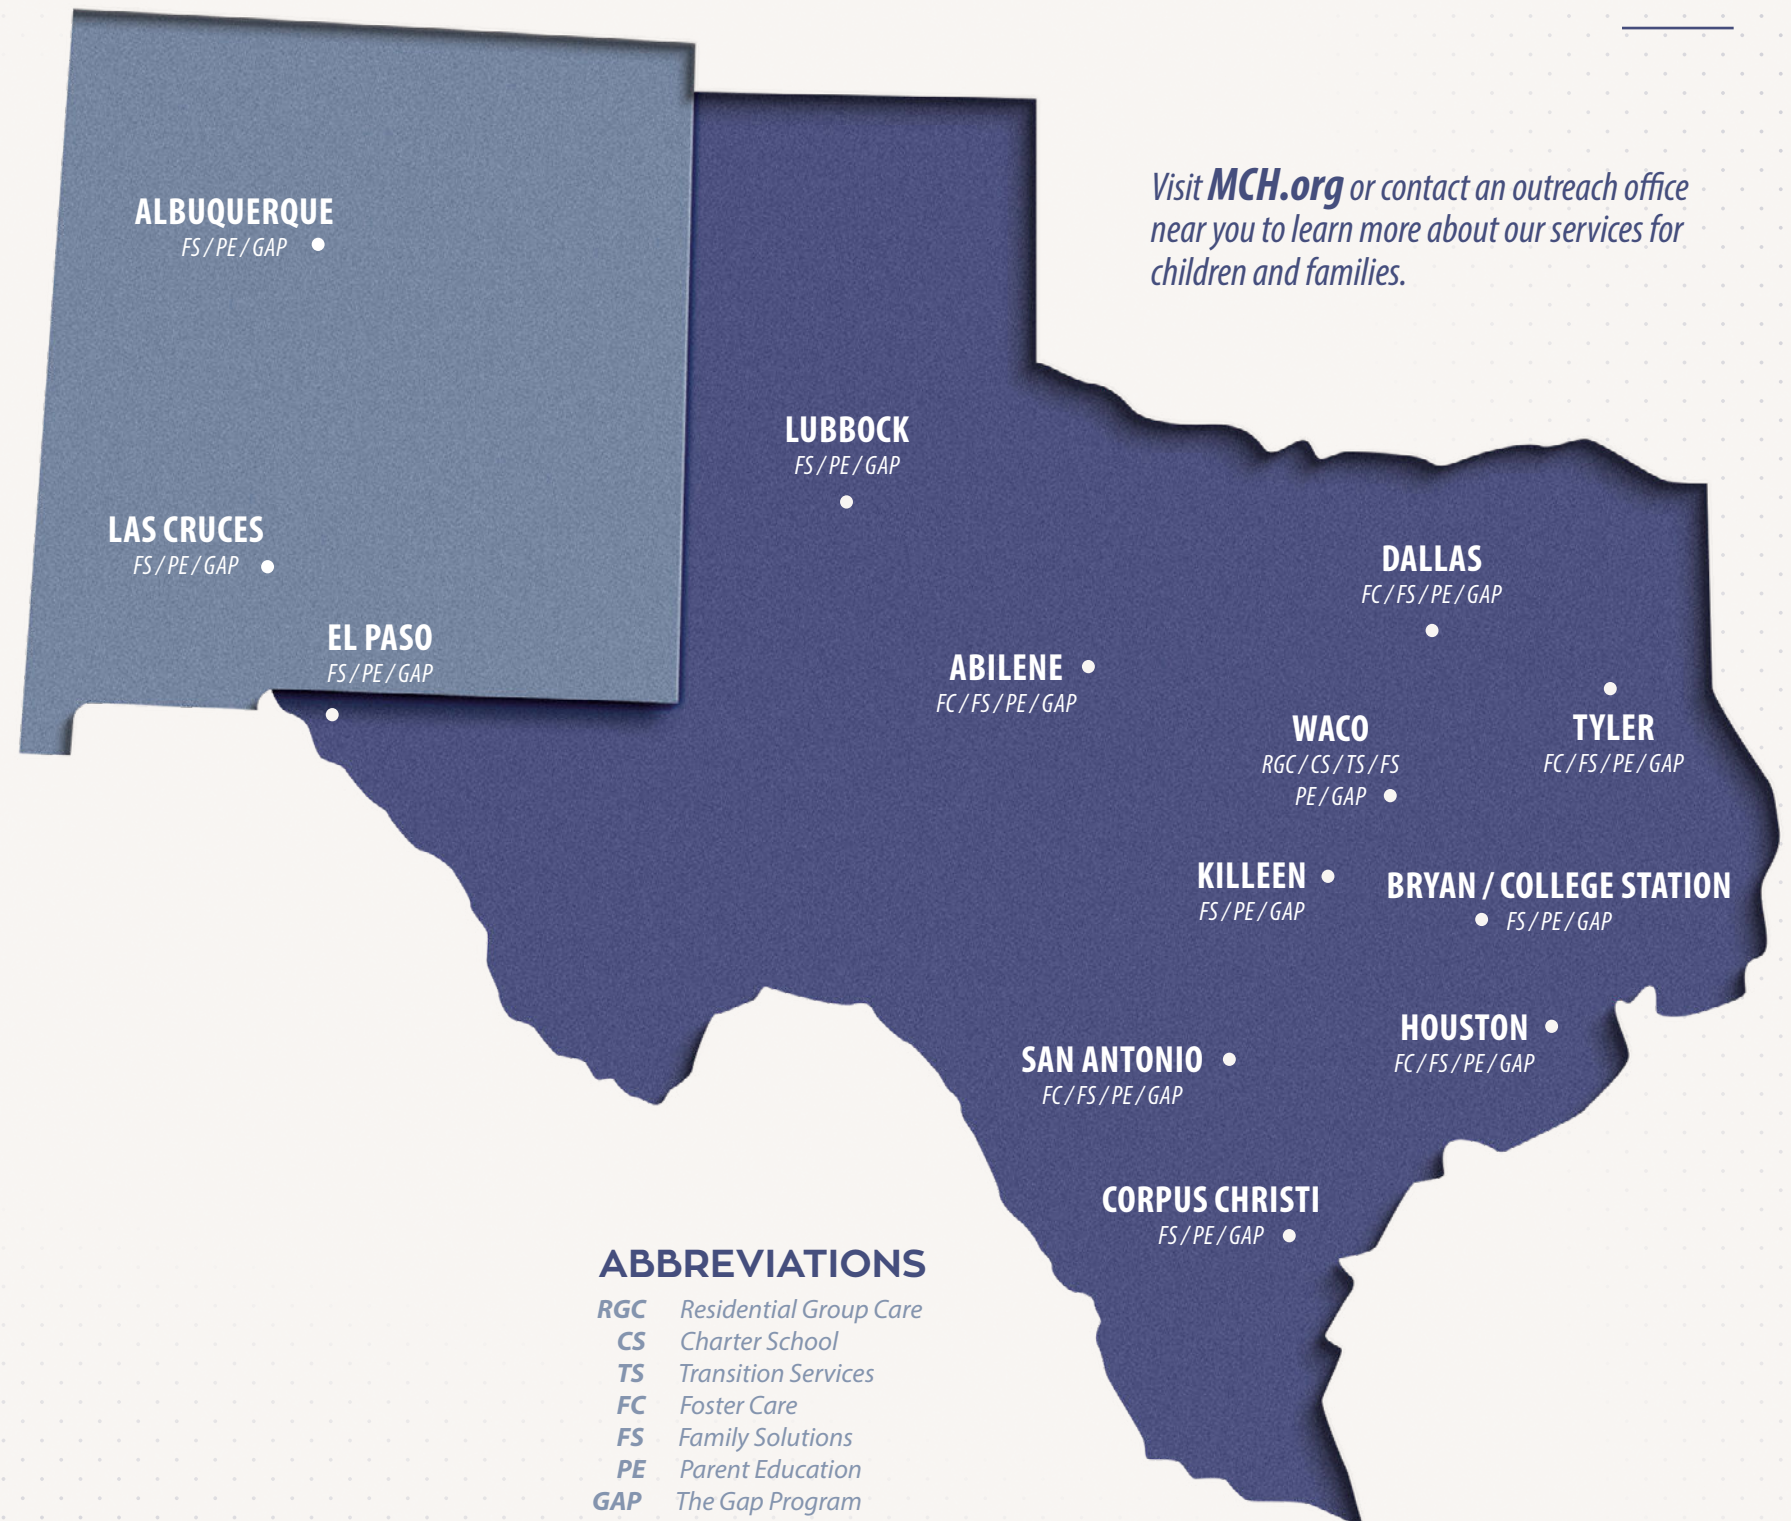 Visit MCH.org or contact an outreach office
near you to learn more about our services for
children and families.
ALBUQUERQUE
FS / PE / GAP
LAS CRUCES
FS / PE / GAP
EL PASO
FS / PE / GAP
LUBBOCK
FS / PE / GAP
ABILENE
FC / FS / PE / GAP
DALLAS
FC / FS / PE / GAP
WACO
RGC / CS / TS / FS
PE / GAP
TYLER
FC / FS / PE / GAP
KILLEEN
FS / PE / GAP
BRYAN / COLLEGE STATION
FS / PE / GAP
HOUSTON
FC / FS / PE / GAP
SAN ANTONIO
FC / FS / PE / GAP
CORPUS CHRISTI
FS / PE / GAP
ABBREVIATIONS
RGC Residential Group Care
CS Charter School
TS Transition Services
FC Foster Care
FS Family Solutions
PE Parent Education
GAP The Gap Program